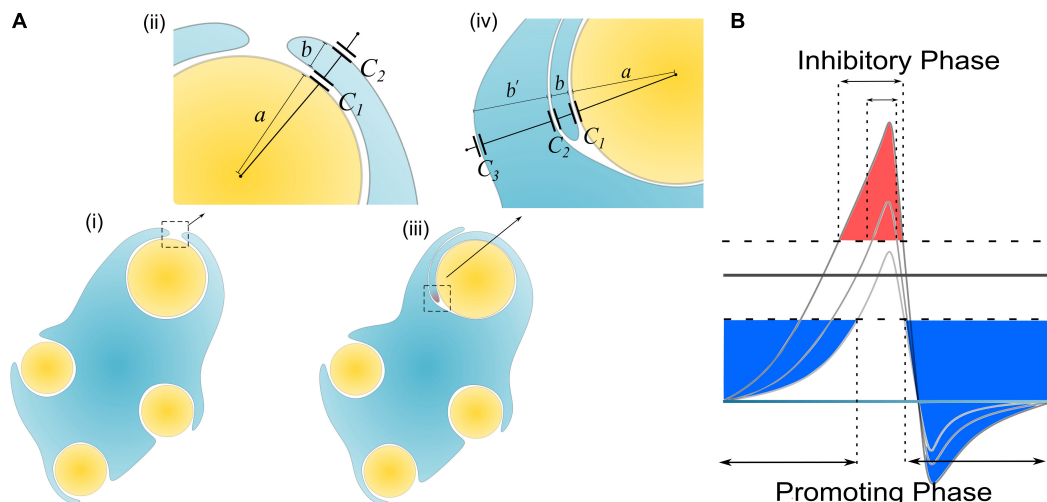 A
(ii)
b
C2
C1
a
(iv)
a
b′
b
C2
C1
C3
(i)
(iii)
B
Inhibitory Phase
Promoting Phase